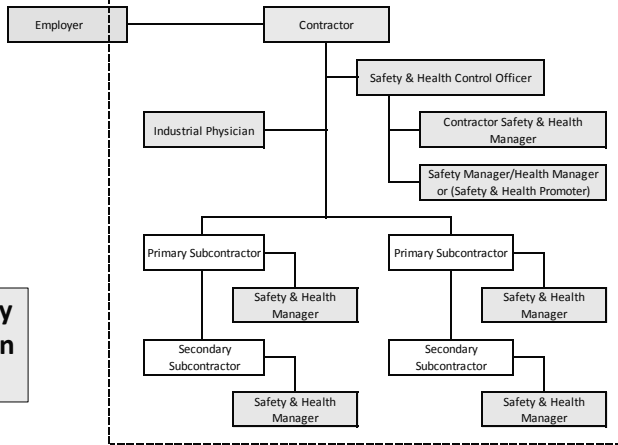 Employer
Contractor
Safety & Health Control Officer
Industrial Physician
Contractor Safety & Health
Manager
Safety Manager/Health Manager
or (Safety & Health Promoter)
Primary Subcontractor
Primary Subcontractor
Safety & Health
Manager
Safety & Health
Manager
y
n
Secondary
Subcontractor
Secondary
Subcontractor
Safety & Health
Manager
Safety & Health
Manager